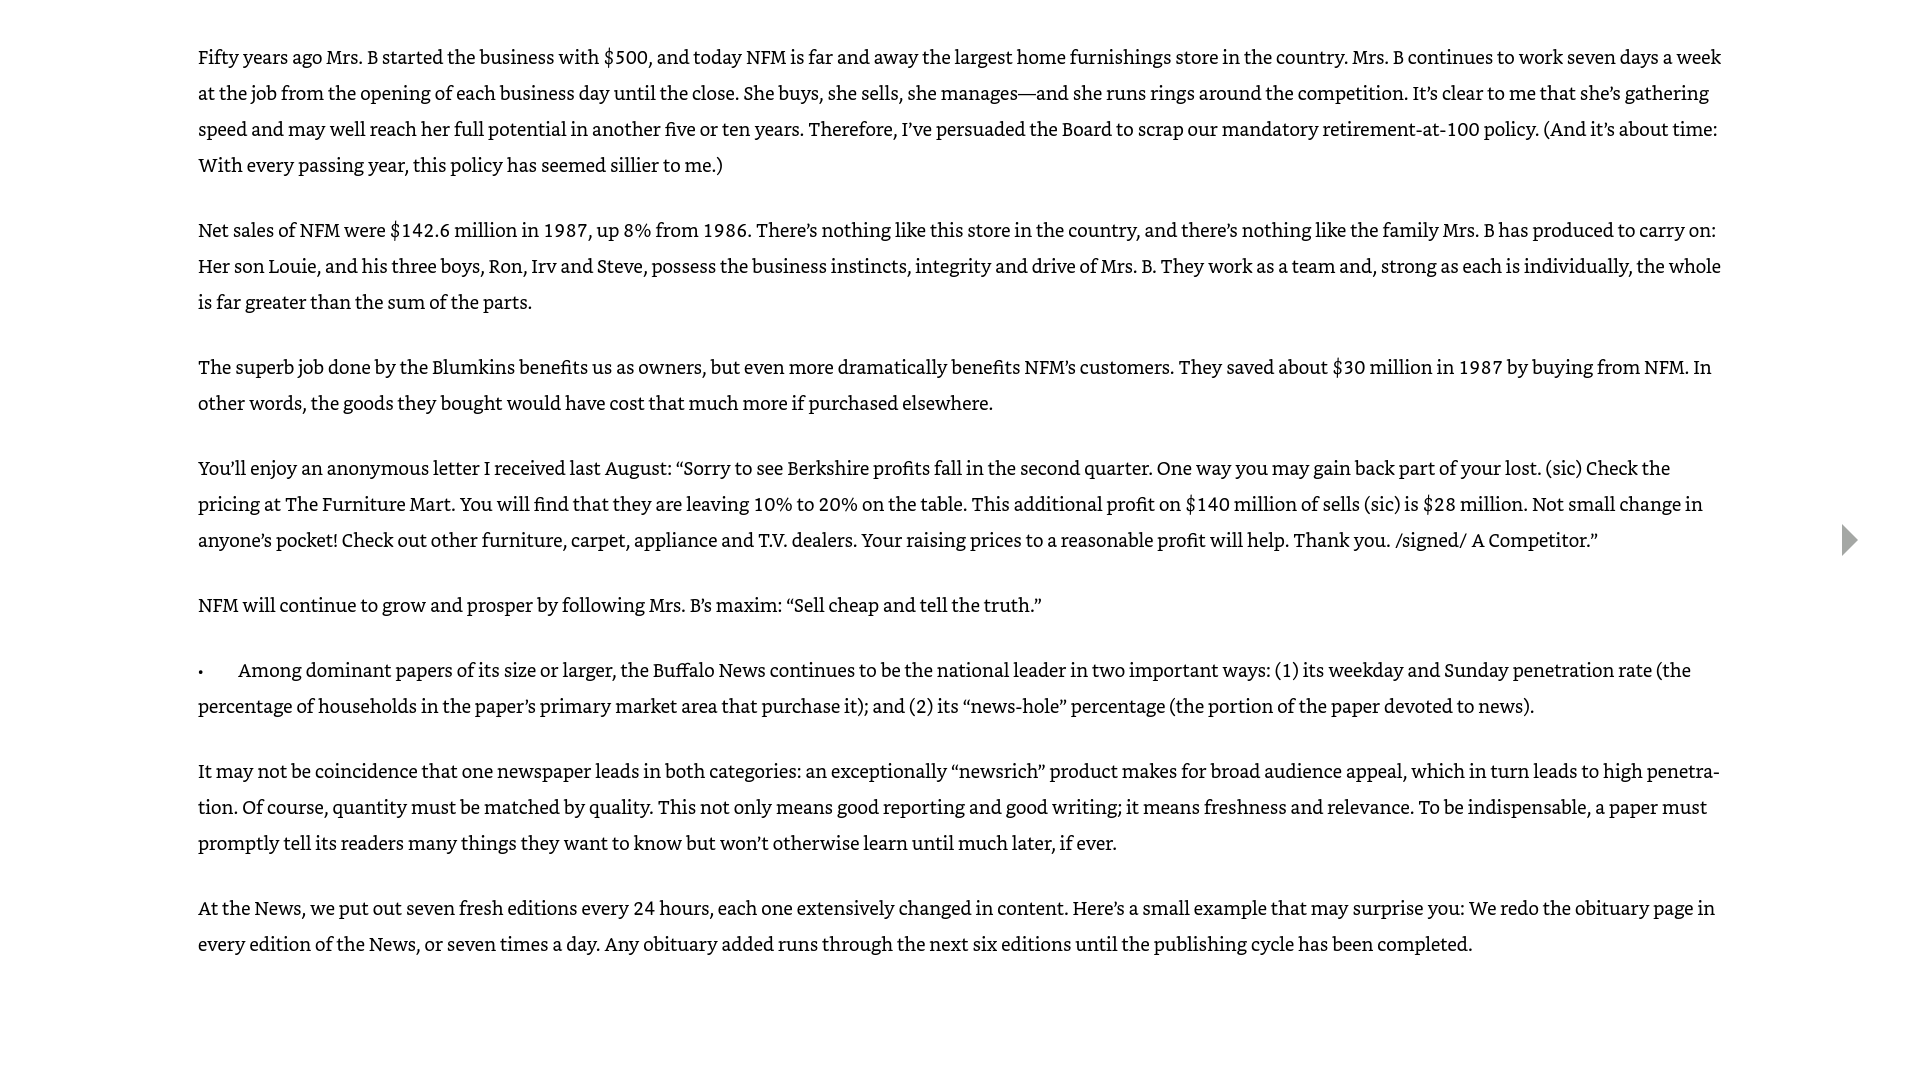 Fifty years ago Mrs. B started the business with $500, and today NFM is far and away the largest home furnishings store in the country. Mrs. B continues to work seven days a week
at the job from the opening of each business day until the close. She buys, she sells, she manages—and she runs rings around the competition. It’s clear to me that she’s gathering
speed and may well reach her full potential in another five or ten years. Therefore, I’ve persuaded the Board to scrap our mandatory retirement-at-100 policy. (And it’s about time:
With every passing year, this policy has seemed sillier to me.)
Net sales of NFM were $142.6 million in 1987, up 8% from 1986. There’s nothing like this store in the country, and there’s nothing like the family Mrs. B has produced to carry on:
Her son Louie, and his three boys, Ron, Irv and Steve, possess the business instincts, integrity and drive of Mrs. B. They work as a team and, strong as each is individually, the whole
is far greater than the sum of the parts.
The superb job done by the Blumkins benefits us as owners, but even more dramatically benefits NFM’s customers. They saved about $30 million in 1987 by buying from NFM. In
other words, the goods they bought would have cost that much more if purchased elsewhere.
You’ll enjoy an anonymous letter I received last August: “Sorry to see Berkshire profits fall in the second quarter. One way you may gain back part of your lost. (sic) Check the
pricing at The Furniture Mart. You will find that they are leaving 10% to 20% on the table. This additional profit on $140 million of sells (sic) is $28 million. Not small change in
anyone’s pocket! Check out other furniture, carpet, appliance and T.V. dealers. Your raising prices to a reasonable profit will help. Thank you. /signed/ A Competitor.”
NFM will continue to grow and prosper by following Mrs. B’s maxim: “Sell cheap and tell the truth.”
• Among dominant papers of its size or larger, the Buffalo News continues to be the national leader in two important ways: (1) its weekday and Sunday penetration rate (the
percentage of households in the paper’s primary market area that purchase it); and (2) its “news-hole” percentage (the portion of the paper devoted to news).
It may not be coincidence that one newspaper leads in both categories: an exceptionally “newsrich” product makes for broad audience appeal, which in turn leads to high penetra-
tion. Of course, quantity must be matched by quality. This not only means good reporting and good writing; it means freshness and relevance. To be indispensable, a paper must
promptly tell its readers many things they want to know but won’t otherwise learn until much later, if ever.
At the News, we put out seven fresh editions every 24 hours, each one extensively changed in content. Here’s a small example that may surprise you: We redo the obituary page in
every edition of the News, or seven times a day. Any obituary added runs through the next six editions until the publishing cycle has been completed.